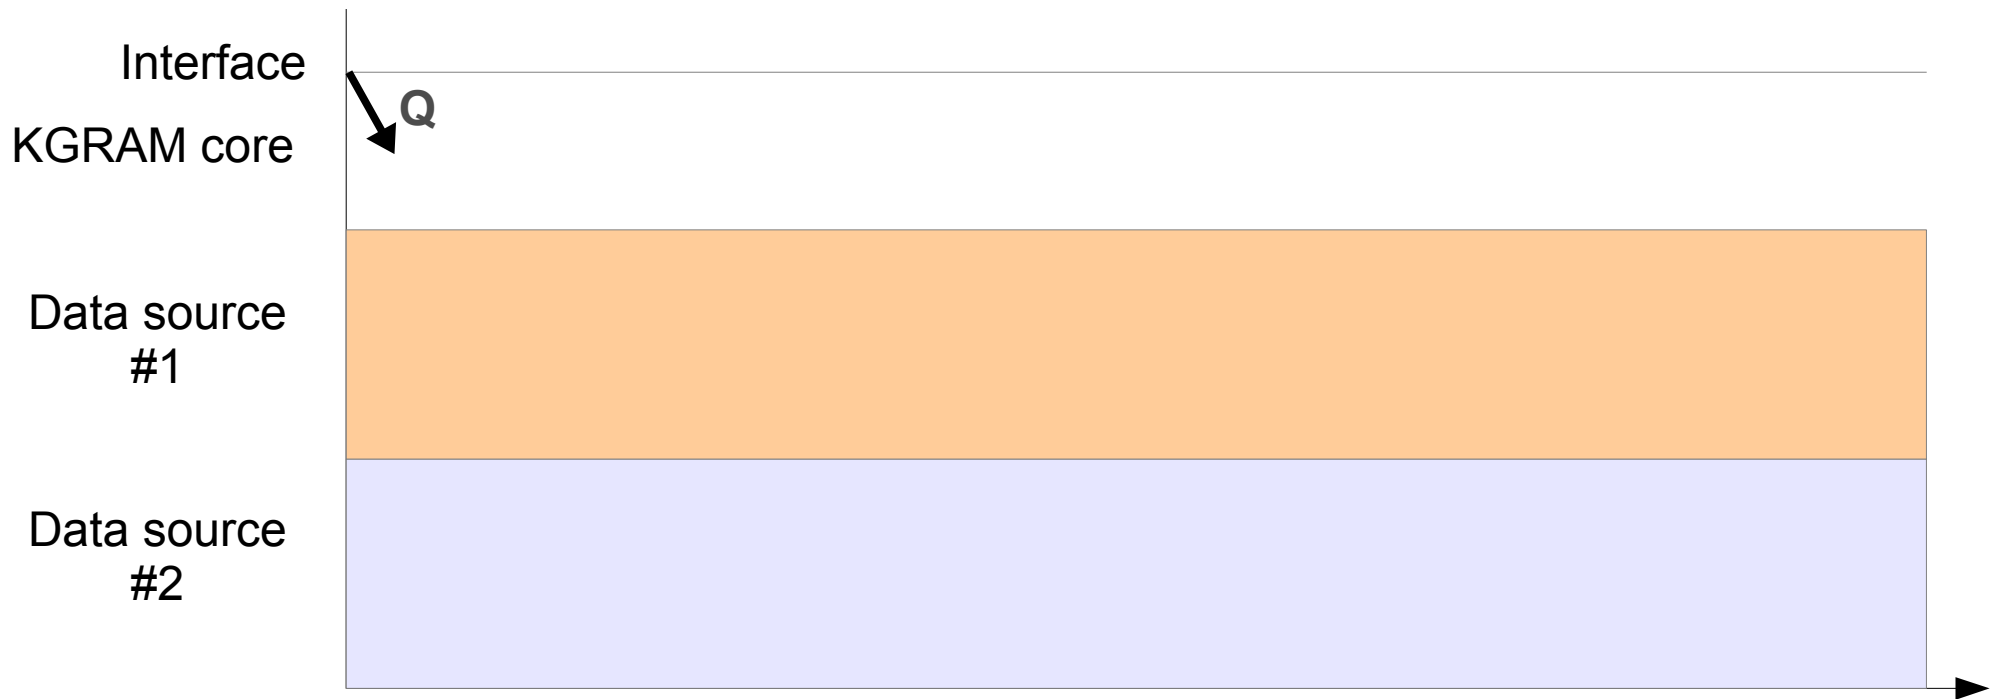 Interface
Q
KGRAM core
Data source
#1
Data source
#2